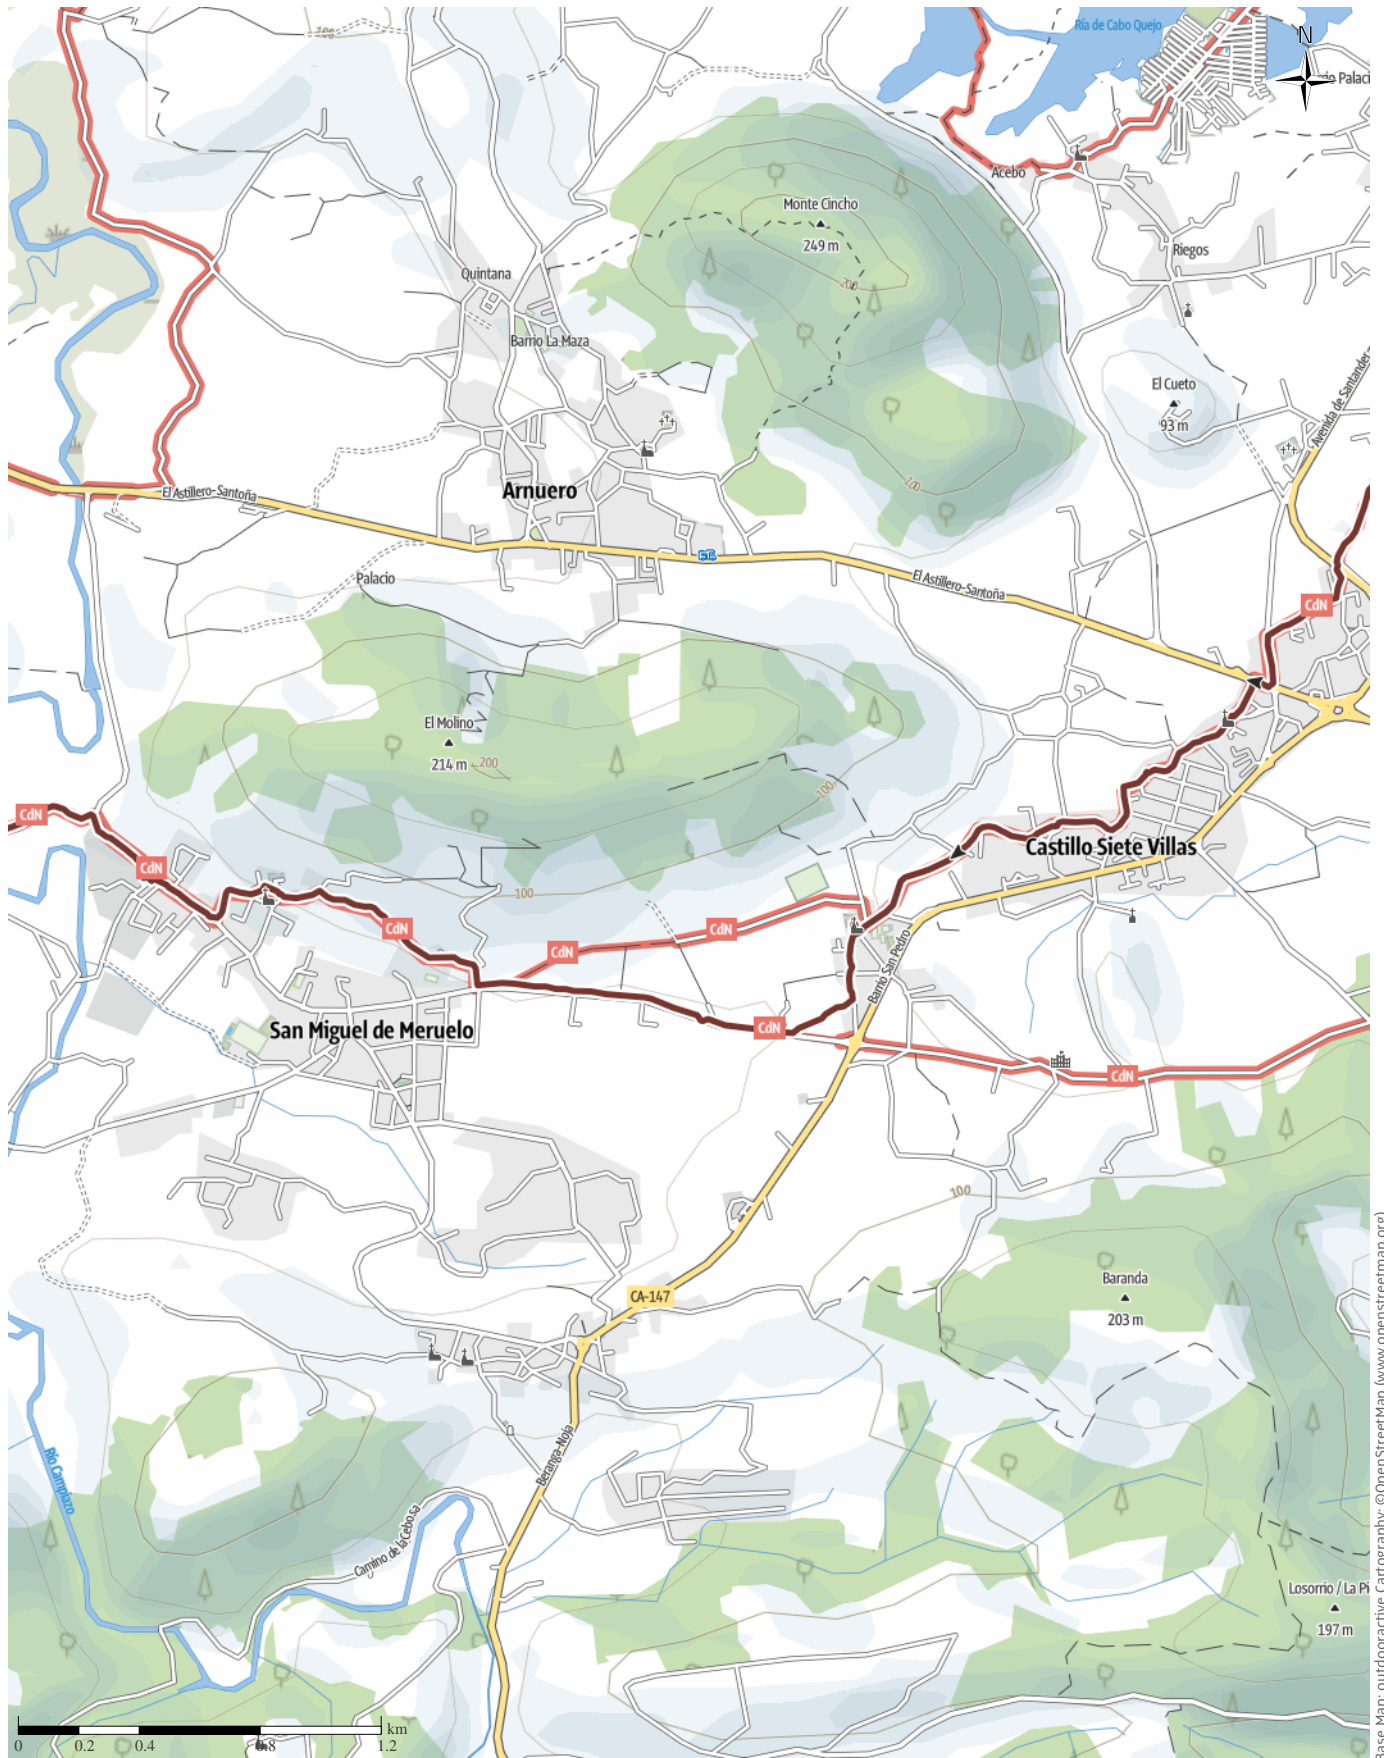 100
Ría de Cabo Quejo
N
Acebo
Monte Cincho
249 m
Riegos
Quintana
200
Barrio La Maza
El Cueto
93 m
Avenida de Santander
Arnuero
100
El Astillero-Santoña
Palacio
El Astillero-Santoña
CdN
El Molino
214 m
200
100
CdN
Castillo Siete Villas
CdN
100
CdN
CdN
CdN
Barrio San Pedro
San Miguel de Meruelo
CdN
CdN
100
Baranda
203 m
CA-147
Beranga-Noja
Río Campiazo
Camino de la Cebosa
Losorrio / La Pi
197 m
km
0
0.2
0.4
0.8
1.2
Base Map: outdooractive Cartography; ©OpenStreetMap (www.openstreetmap.org)